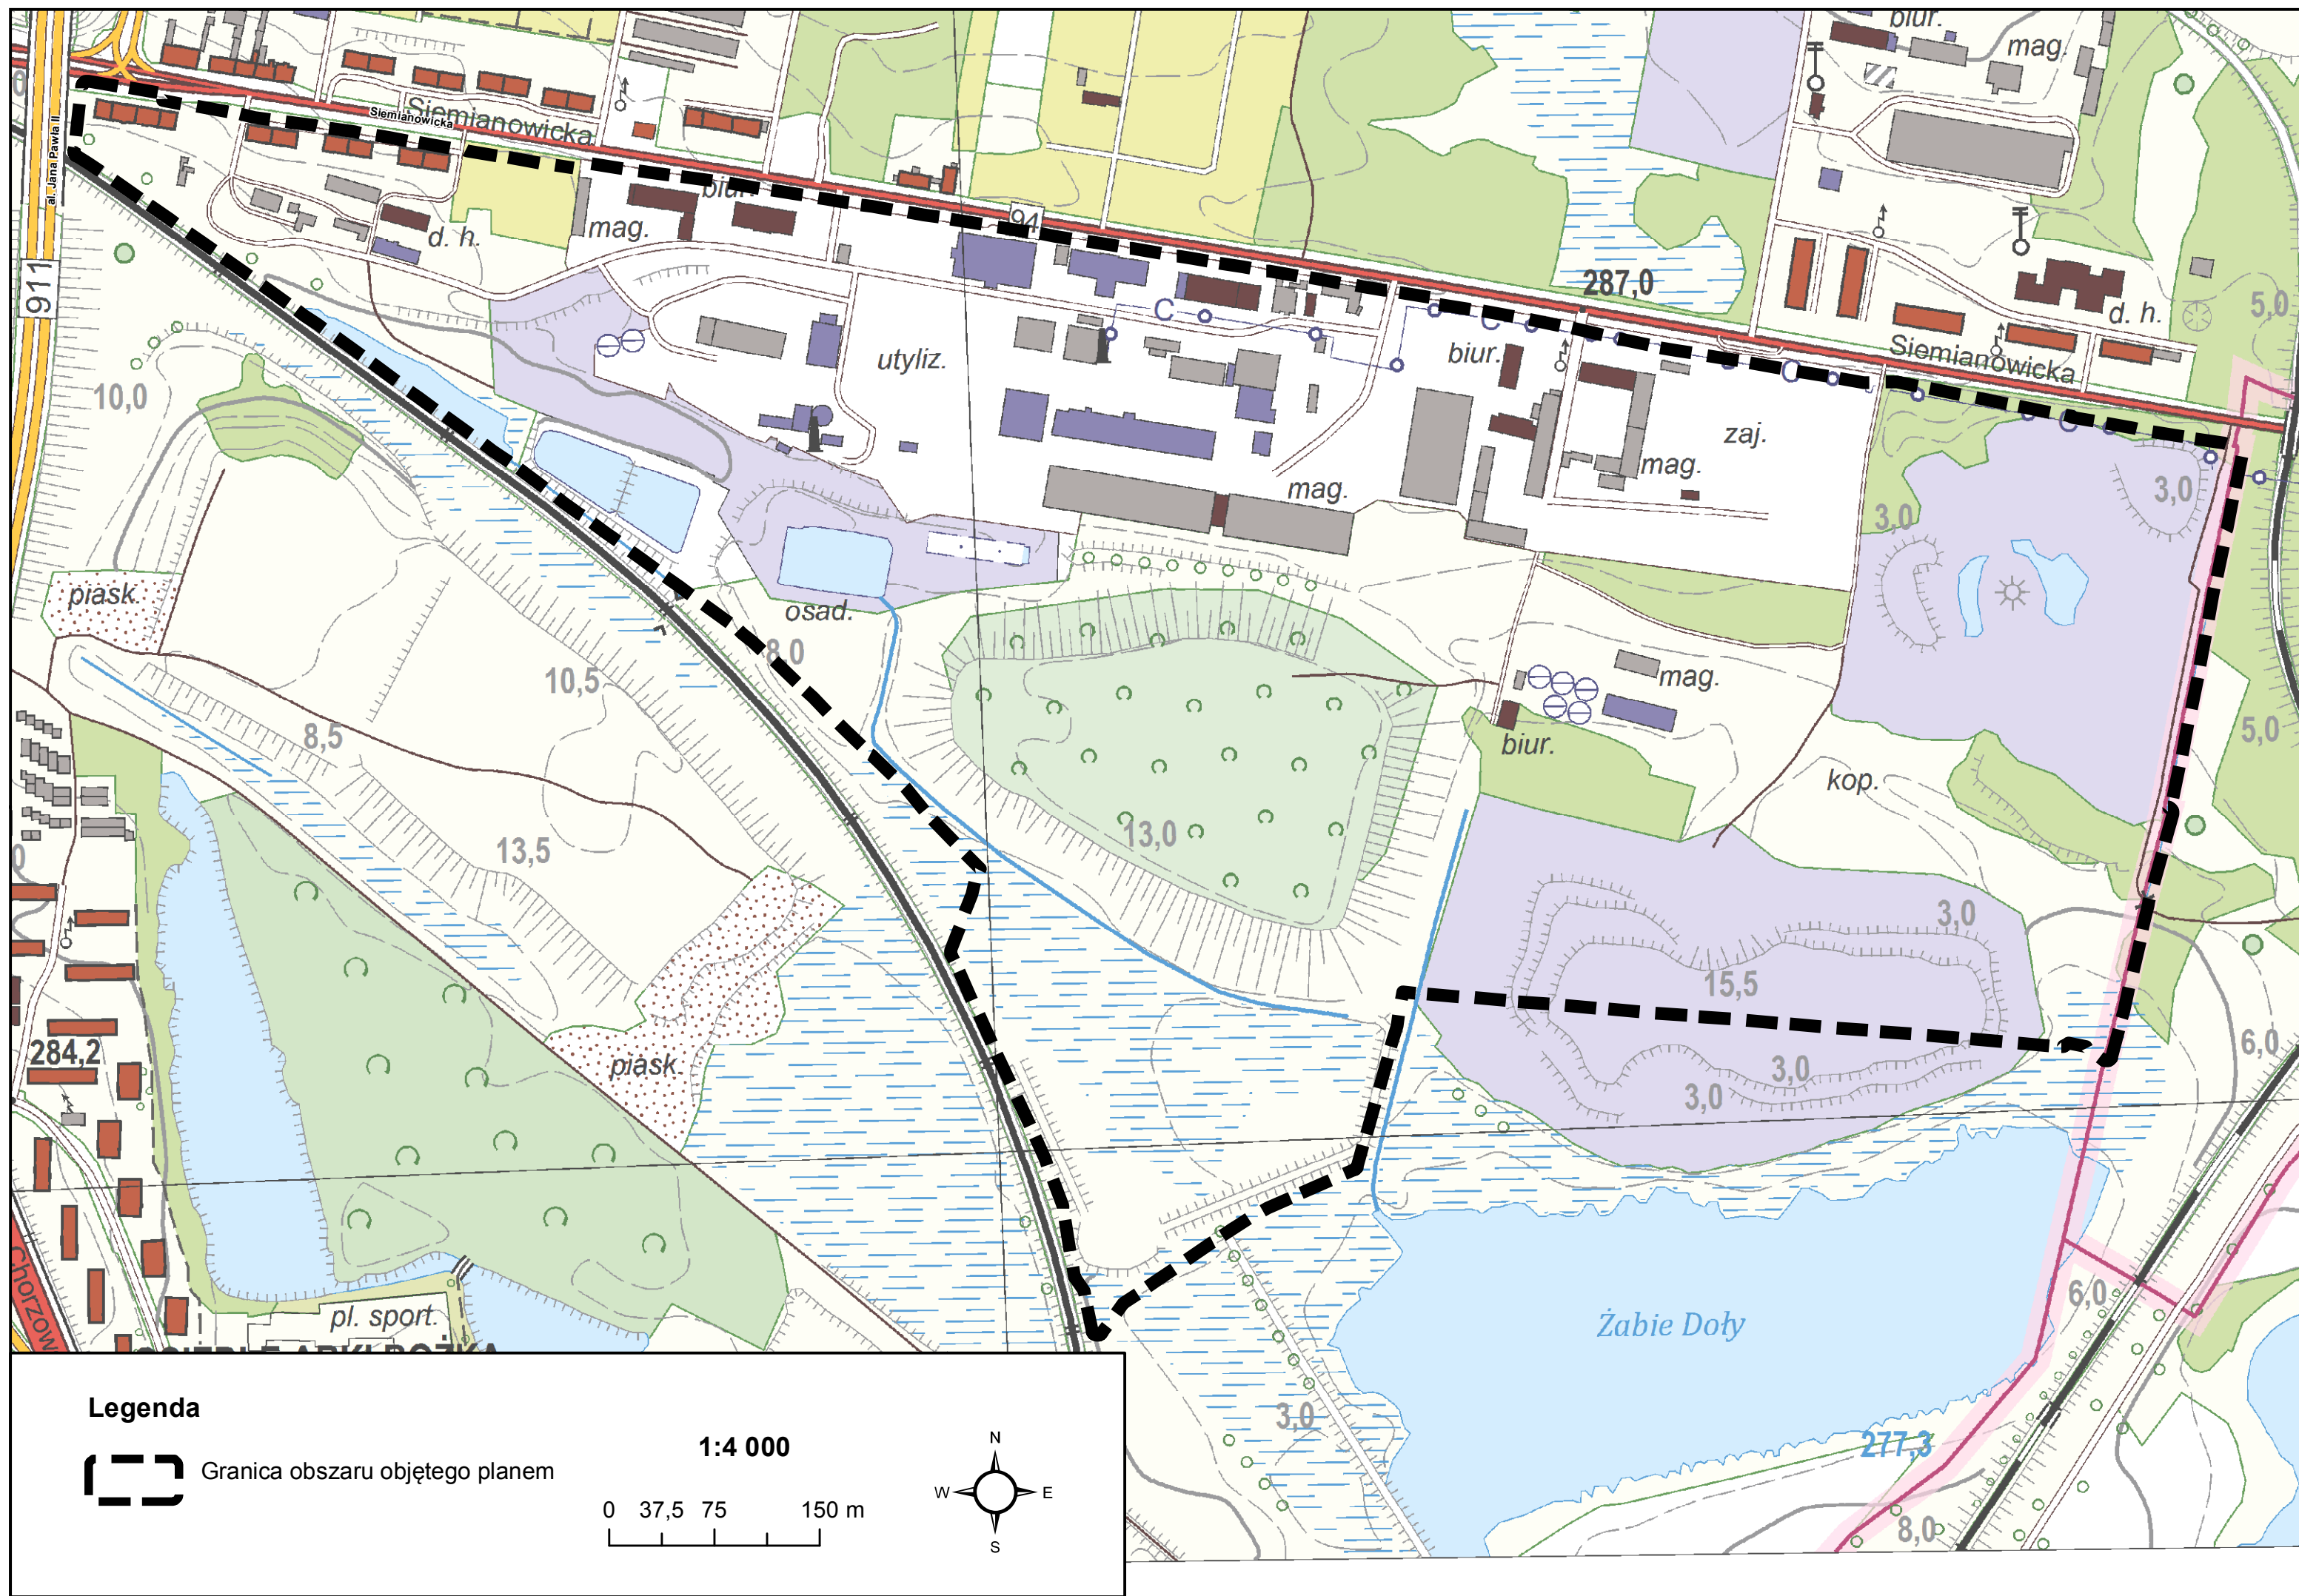 biur.
mag.
0
Siemianowicka
Siemianowicka
al. Jana Pawła II
biur.
94
mag.
d. h.
911
287,0
5,0
d. h.
C
C
biur.
Siemianowicka
C
utyliz.
10,0
zaj.
C
mag.
mag.
3,0
3,0
piask.
osad.
8,0
10,5
mag.
8,5
biur.
5,0
kop.
13,0
13,5
0
3,0
15,5
284,2
piask.
6,0
3,0
3,0
Chorzow
6,0
pl. sport.
Żabie Doły
3,0
277,3
8,0
Legenda
Granica obszaru objętego planem
1:4 000
0 37,5 75 150 m
N
W E
S